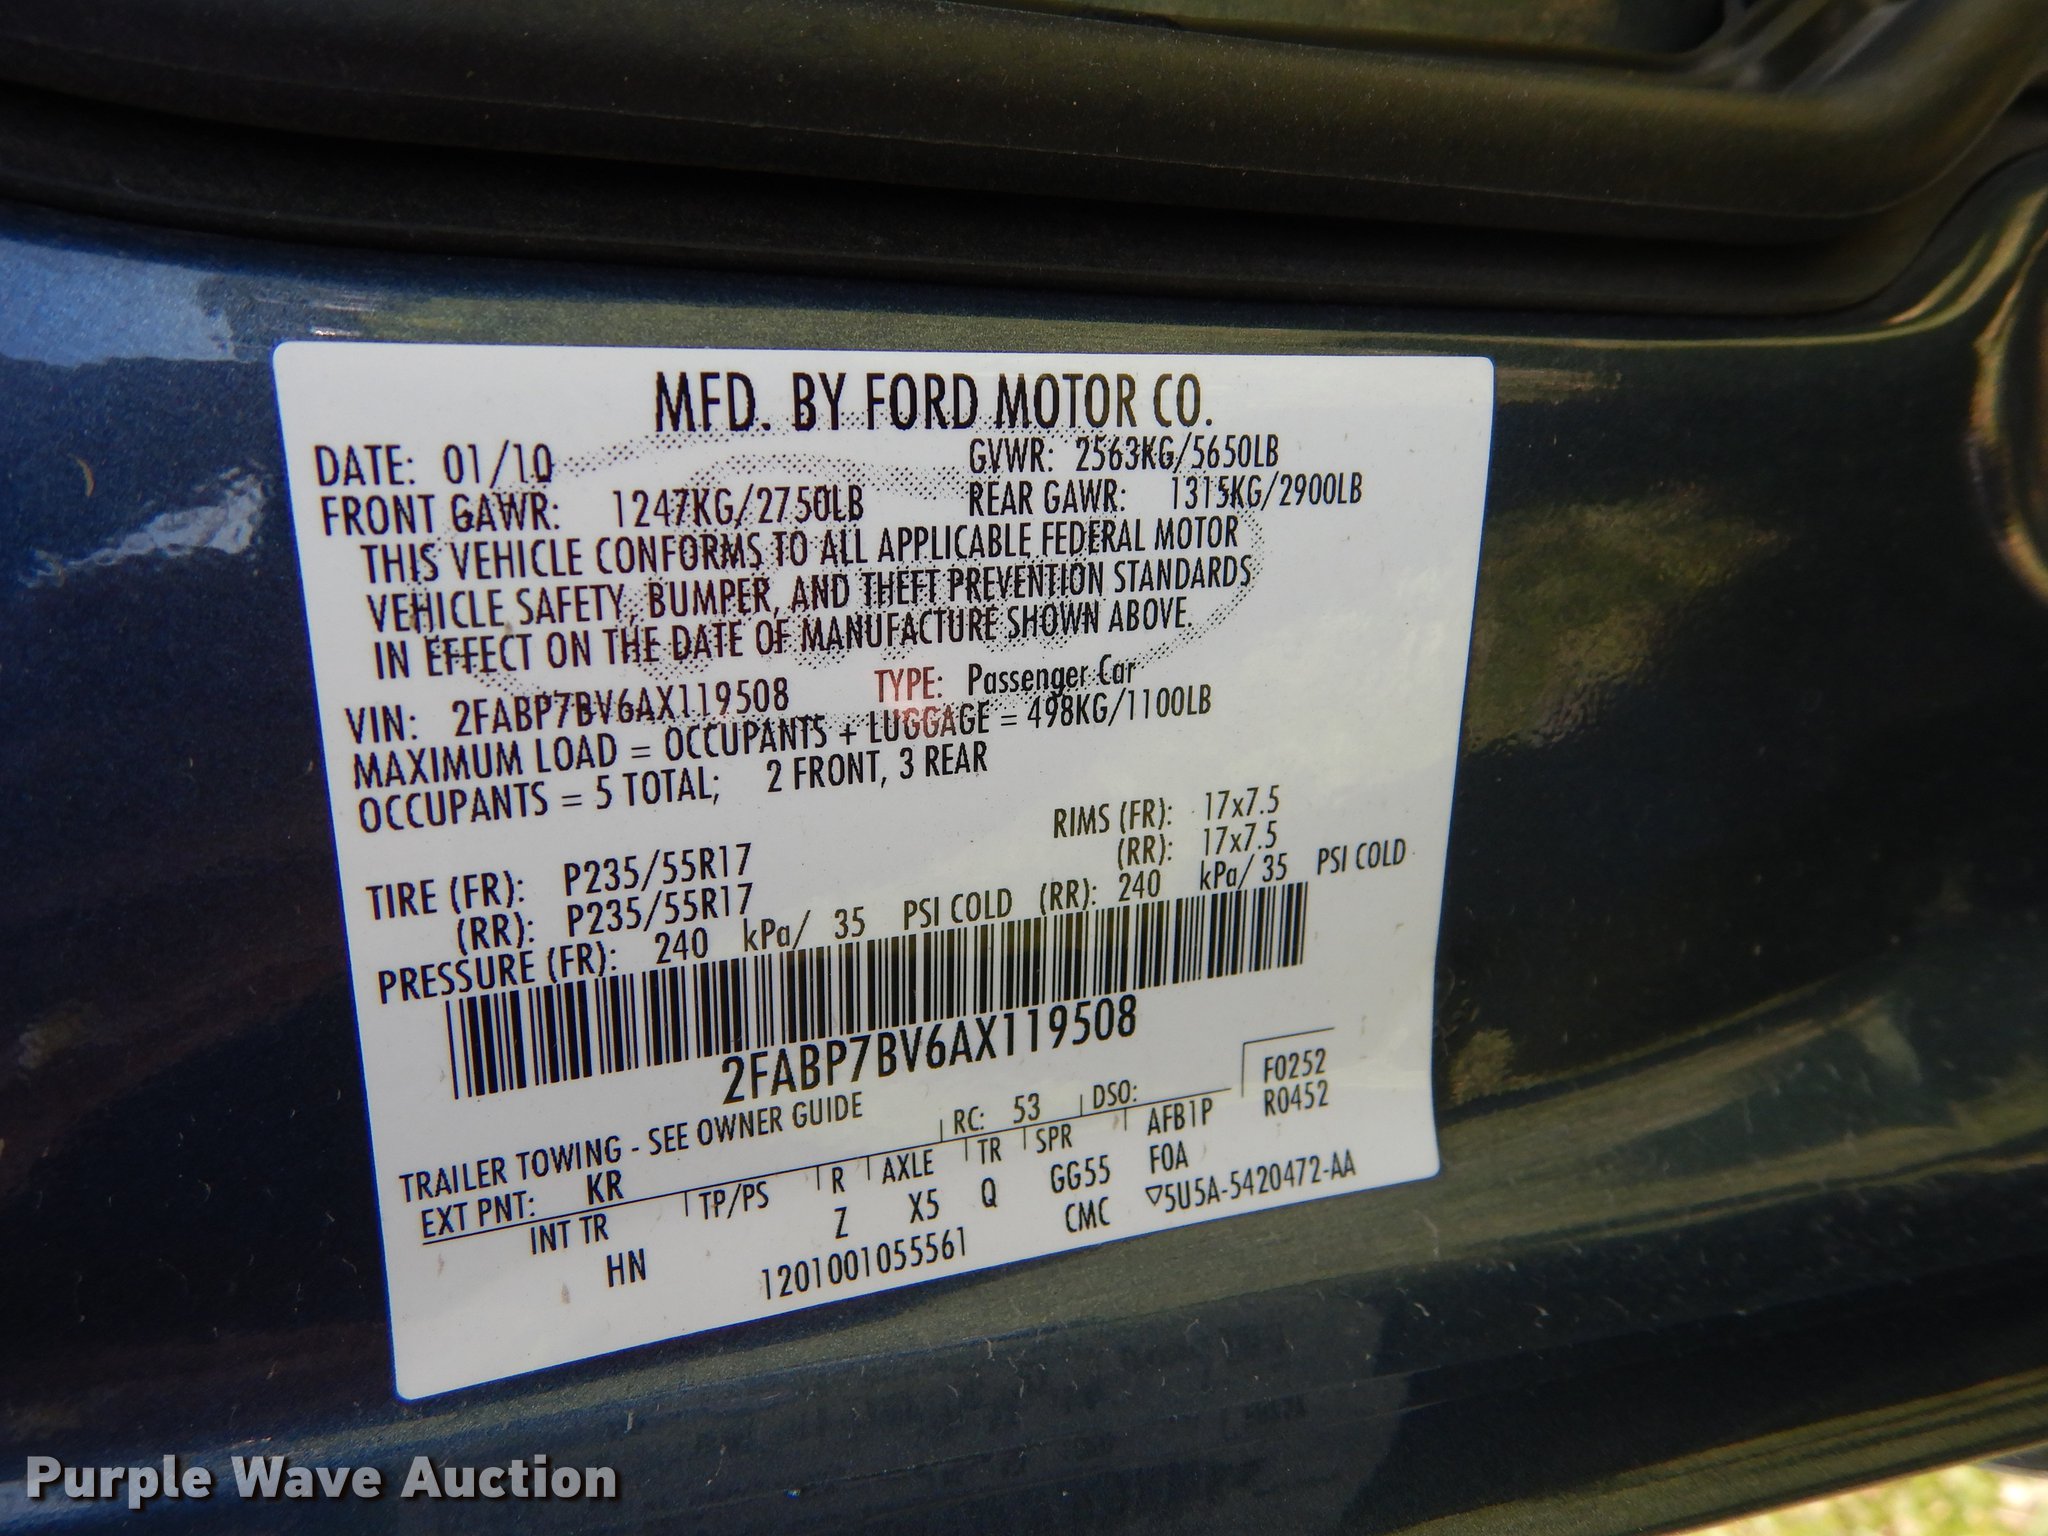 MFD. BY FORD MOTOR CO.
DATE: 01/10 GVWR: 2563KG/5650LB
FRONT GAWR: 1247KG/2750LB REAR GAWR: 1315KG/2900LB
THIS VEHICLE CONFORMS TO ALL APPLICABLE FEDERAL MOTOR
VEHICLE SAFETY, BUMPER, AND THEFT PREVENTION STANDARDS
IN EFFECT ON THE DATE OF MANUFACTURE SHOWN ABOVE.
VIN: 2FABP7BV6AX119508 TYPE: Passenger Car
MAXIMUM LOAD = OCCUPANTS + LUGGAGE = 498KG/1100LB
OCCUPANTS = 5 TOTAL; 2 FRONT, 3 REAR
TIRE (FR): P235/55R17 RIMS (FR): 17x7.5
(RR): P235/55R17 (RR): 17x7.5
PRESSURE (FR): 240 kPa/ 35 PSI COLD (RR): 240 kPa/ 35 PSI COLD
2FABP7BV6AX119508
TRAILER TOWING - SEE OWNER GUIDE
F0252
EXT PNT: KR RC: 53 DSO: R0452
INT TR TP/PS R AXLE TR SPR AFB1P
HN Z X5 Q GG55 FOA
1201001055561 CMC ▽5U5A-5420472-AA
Purple Wave Auction